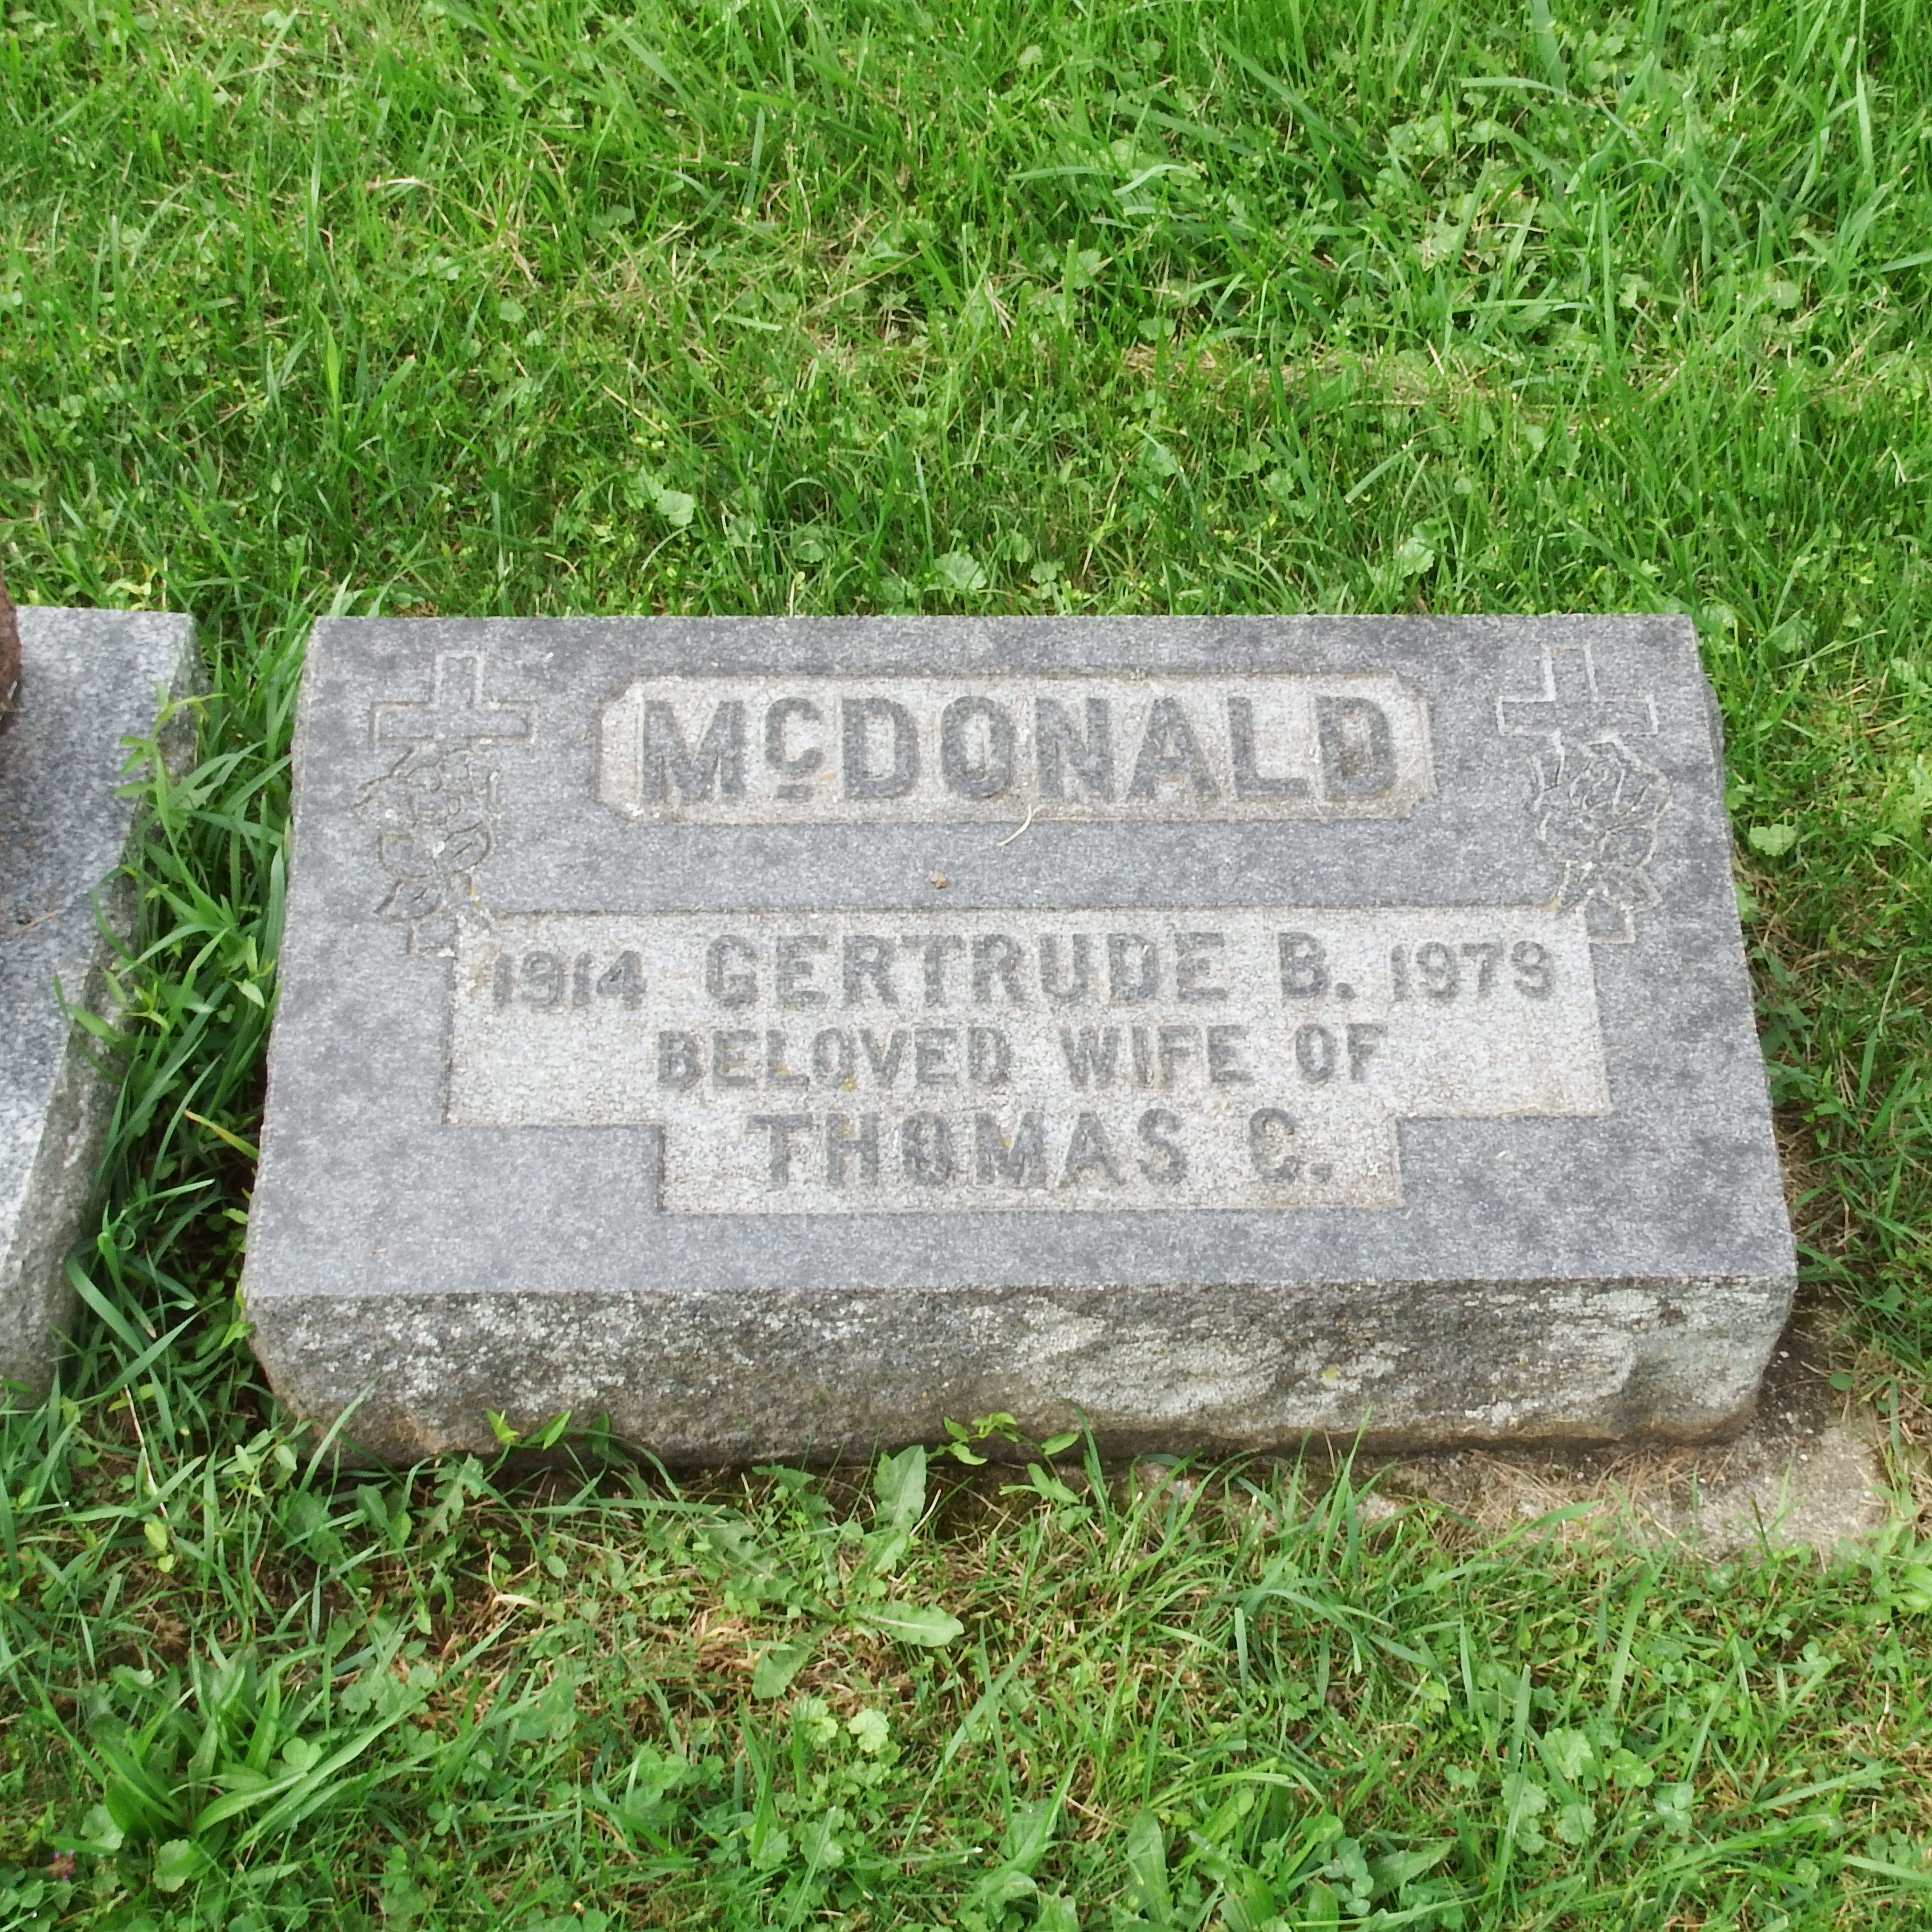 McDONALD
1914 GERTRUDE B. 1979
BELOVED WIFE OF
THOMAS C.